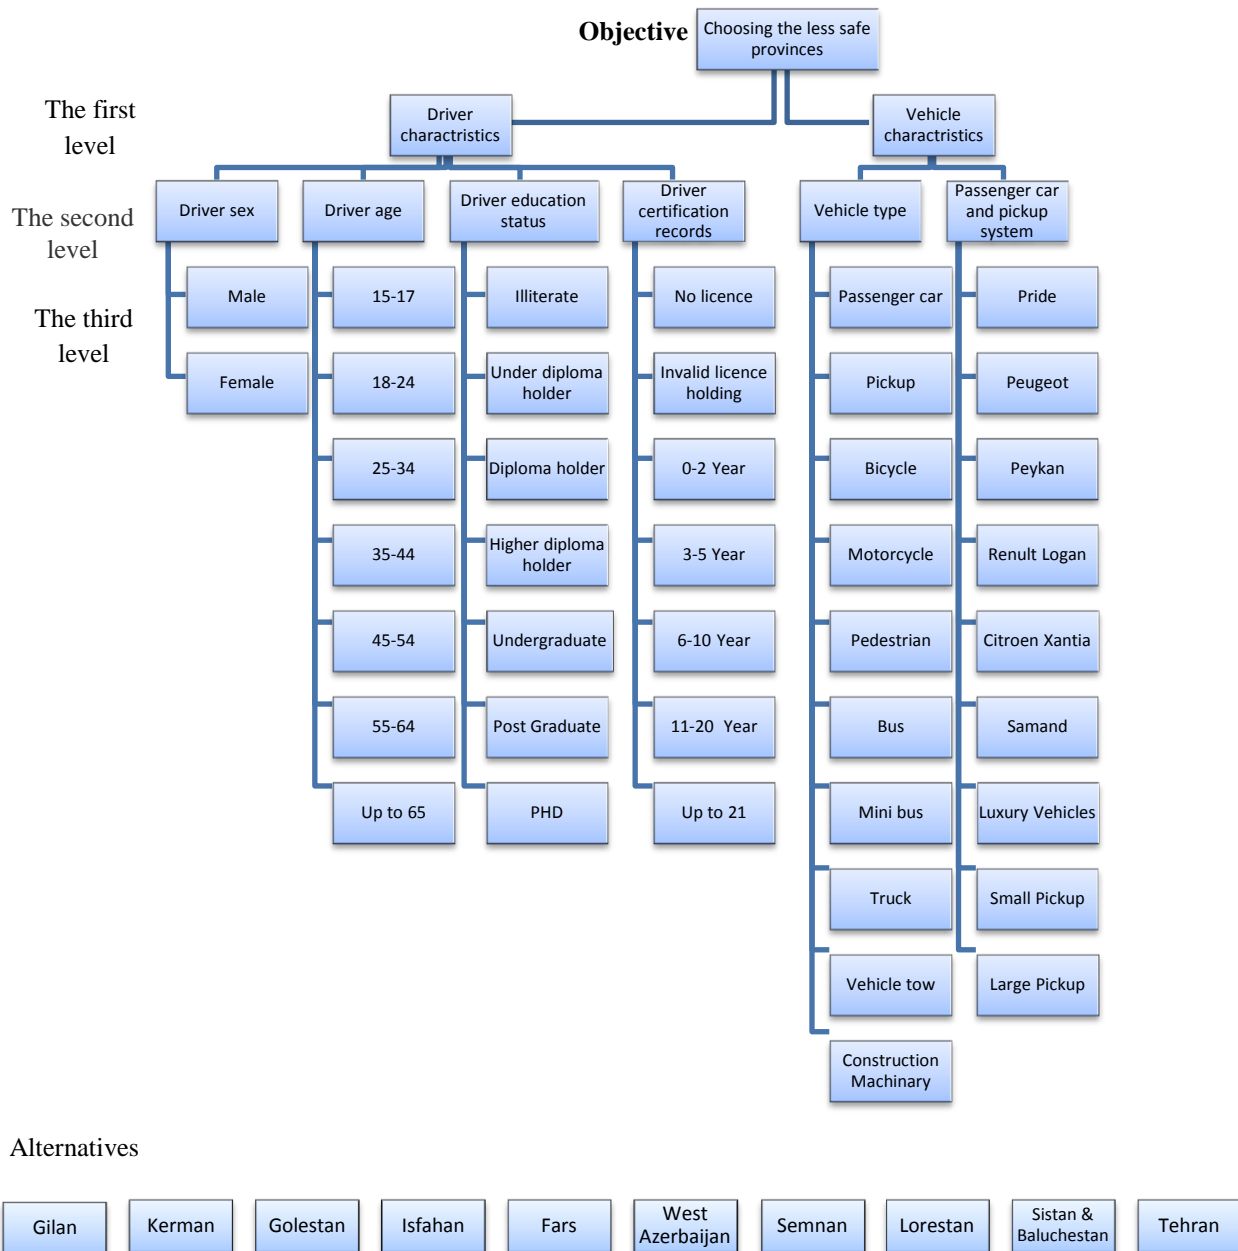 Objective
Choosing the less safe
provinces
The first
level
Driver
charactristics
Vehicle
charactristics
The second
level
Driver sex
Driver age
Driver education
status
Driver
certification
records
Vehicle type
Passenger car
and pickup
system
The third
level
Male
Female
15-17
18-24
25-34
35-44
45-54
55-64
Up to 65
Illiterate
Under diploma
holder
Diploma holder
Higher diploma
holder
Undergraduate
Post Graduate
PHD
No licence
Invalid licence
holding
0-2 Year
3-5 Year
6-10 Year
11-20 Year
Up to 21
Passenger car
Pickup
Bicycle
Motorcycle
Pedestrian
Bus
Mini bus
Truck
Vehicle tow
Construction
Machinary
Pride
Peugeot
Peykan
Renult Logan
Citroen Xantia
Samand
Luxury Vehicles
Small Pickup
Large Pickup
Alternatives
Gilan
Kerman
Golestan
Isfahan
Fars
West
Azerbaijan
Semnan
Lorestan
Sistan &
Baluchestan
Tehran